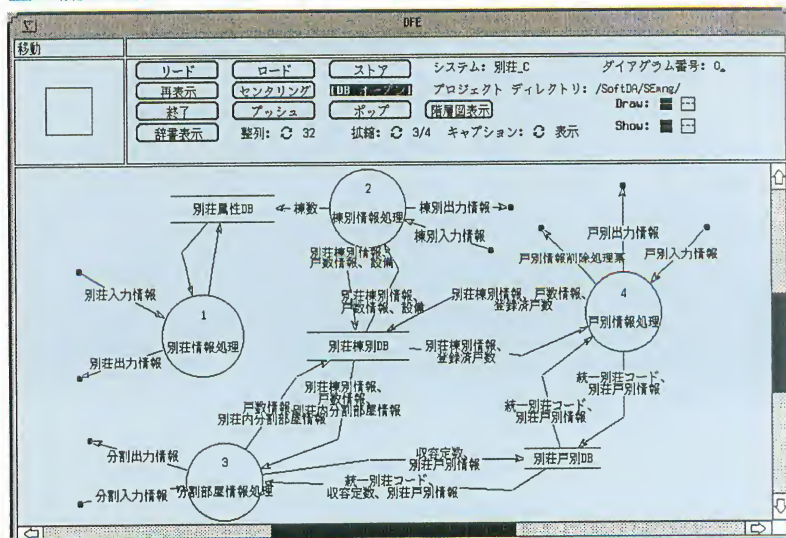 DFE
移動
リード ロード ストア システム: 別荘_C ダイアグラム番号: 0
再表示 センタリング DB オープン プロジェクト ディレクトリ: /SoftDA/SEmng/
終了 プッシュ ポップ 階層図表示 Draw:
辞書表示 整列: 32 拡縮: 3/4 キャプション: 表示 Show:
別荘属性DB
棟数
2
棟別情報処理
棟別出力情報
棟別入力情報
戸別出力情報
戸別情報削除処理票
戸別入力情報
別荘入力情報
1
別荘情報処理
別荘出力情報
別荘棟別情報、
戸数情報、設備
別荘棟別情報、
戸数情報、設備
別荘棟別情報、戸数情報、
登録済戸数
4
戸別情報処理
別荘棟別DB
別荘棟別情報、
登録済戸数
戸数情報、
別荘内分割部屋情報
別荘棟別情報、
戸数情報、
別荘内分割部屋情報
統一別荘コード、
別荘戸別情報
統一別荘コード、
別荘戸別情報
分割出力情報
3
分割部屋情報処理
分割入力情報
収容定数、
別荘戸別情報
別荘戸別DB
統一別荘コード、
収容定数、別荘戸別情報